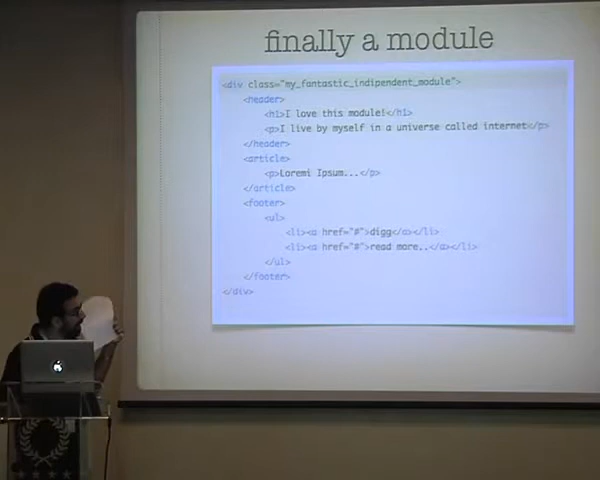 finally a module
<div class="my_fantastic_indipendent_module">
<header>
<h1>I love this module!</h1>
<p>I live by myself in a universe called internet</p>
</header>
<article>
<p>Loremi Ipsum...</p>
</article>
<footer>
<ul>
<li><a href="#">digg</a></li>
<li><a href="#">read more..</a></li>
</ul>
</footer>
</div>